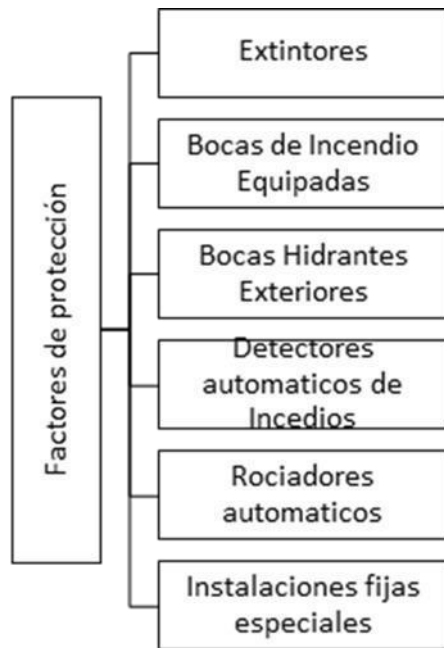 Factores de protección
Extintores
Bocas de Incendio
Equipadas
Bocas Hidrantes
Exteriores
Detectores
automaticos de
Incedios
Rociadores
automaticos
Instalaciones fijas
especiales